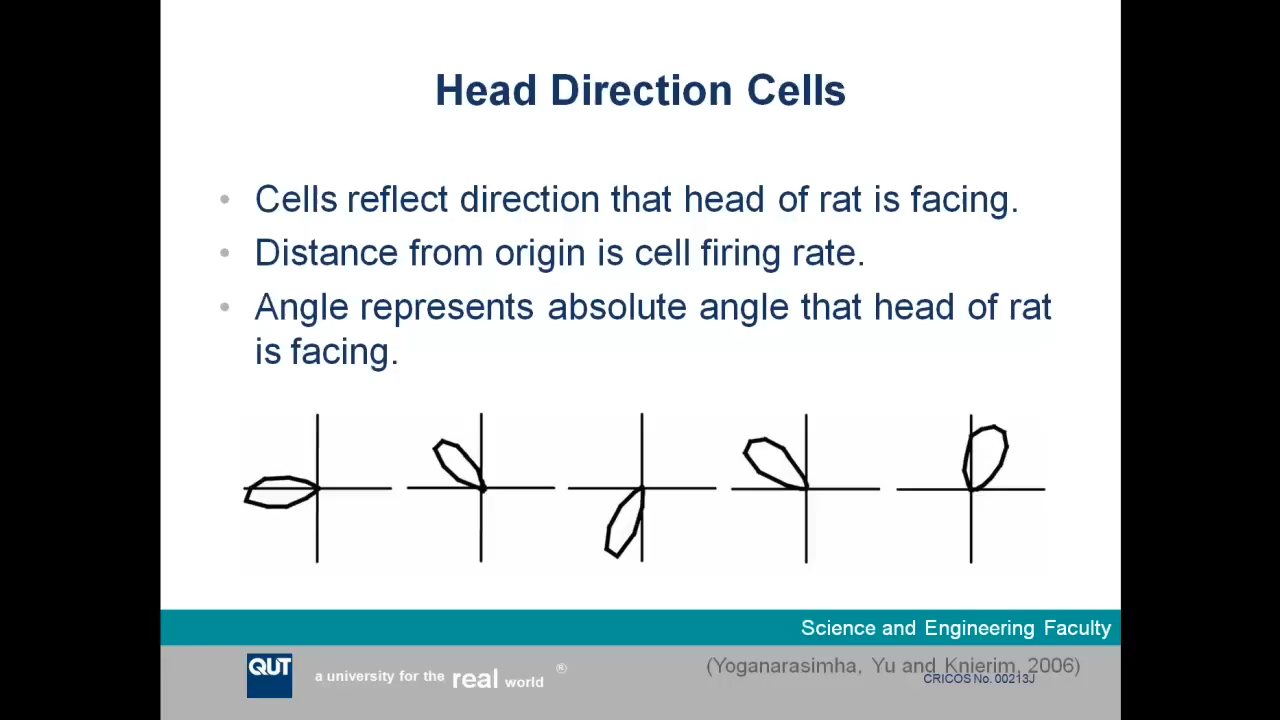 Head Direction Cells
• Cells reflect direction that head of rat is facing.
• Distance from origin is cell firing rate.
• Angle represents absolute angle that head of rat
is facing.
Science and Engineering Faculty
QUT
a university for the real world ®
(Yoganarasimha, Yu and Knierim, 2006)
CRICOS No. 00213J